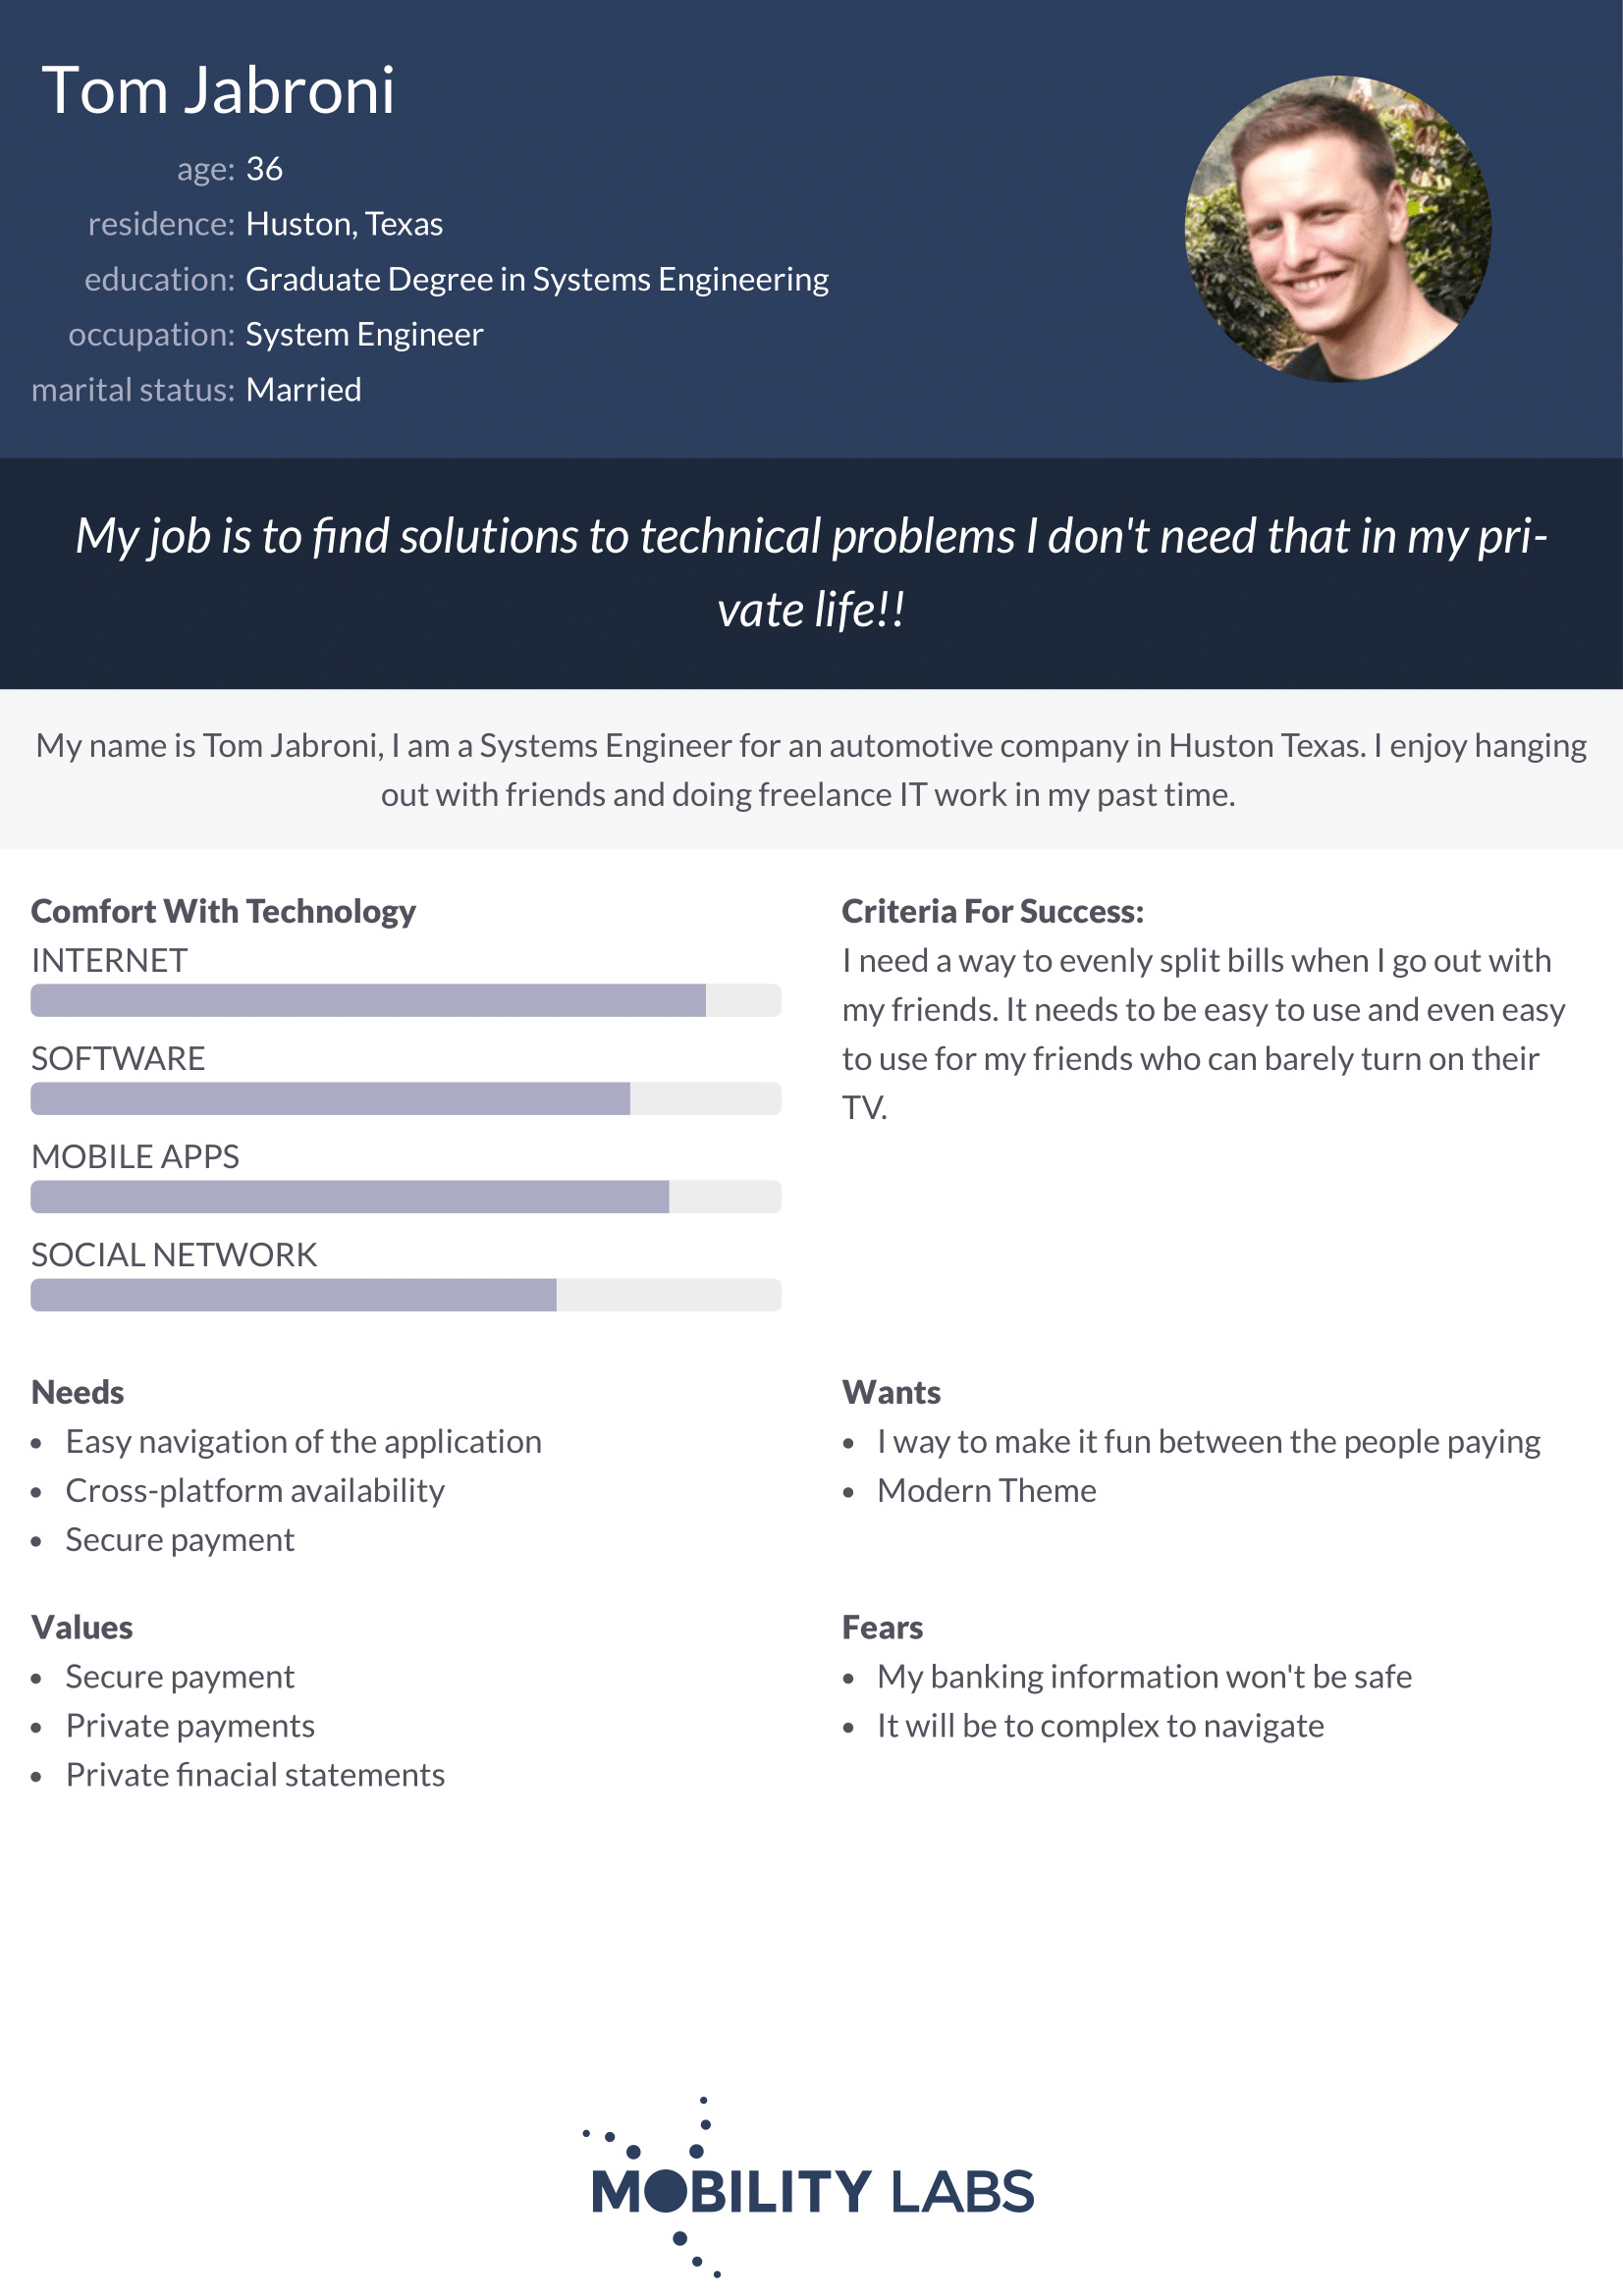 Tom Jabroni
age: 36
residence: Huston, Texas
education: Graduate Degree in Systems Engineering
occupation: System Engineer
marital status: Married
My job is to find solutions to technical problems I don't need that in my pri-
vate life!!
My name is Tom Jabroni, I am a Systems Engineer for an automotive company in Huston Texas. I enjoy hanging
out with friends and doing freelance IT work in my past time.
Comfort With Technology
INTERNET
SOFTWARE
MOBILE APPS
SOCIAL NETWORK
Criteria For Success:
I need a way to evenly split bills when I go out with
my friends. It needs to be easy to use and even easy
to use for my friends who can barely turn on their
TV.
Needs
• Easy navigation of the application
• Cross-platform availability
• Secure payment
Wants
• I way to make it fun between the people paying
• Modern Theme
Values
• Secure payment
• Private payments
• Private finacial statements
Fears
• My banking information won't be safe
• It will be to complex to navigate
MOBILITY LABS